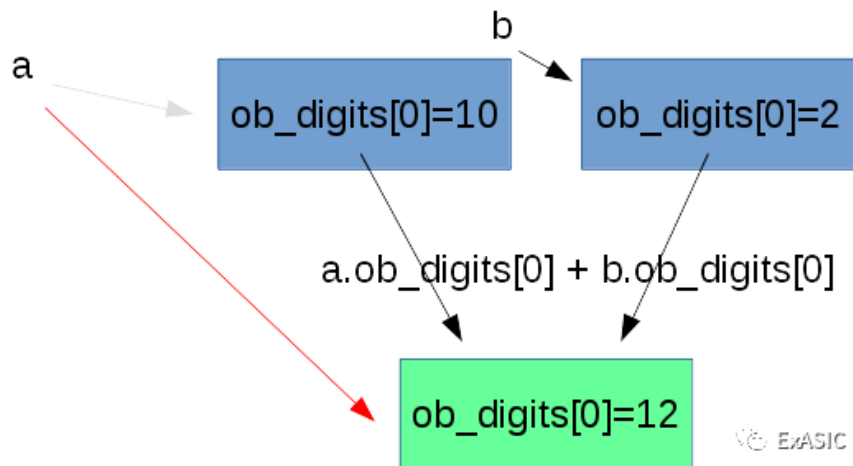 b
a
ob_digits[0]=10
ob_digits[0]=2
a.ob_digits[0] + b.ob_digits[0]
ob_digits[0]=12
ExASIC